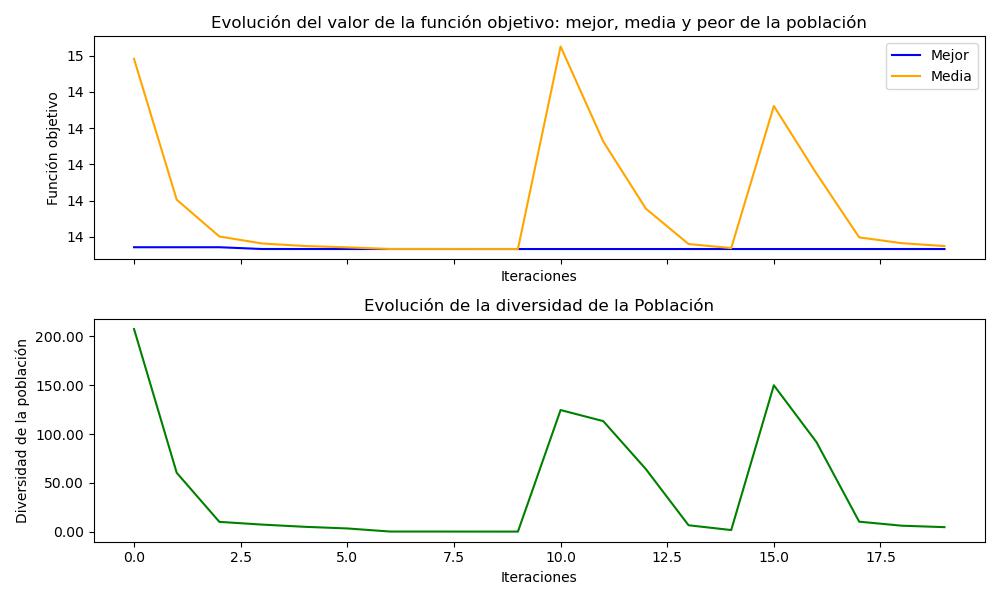 Evolución del valor de la función objetivo: mejor, media y peor de la población
15
14
14
14
14
14
Función objetivo
Mejor
Media
Iteraciones
Evolución de la diversidad de la Población
200.00
150.00
100.00
50.00
0.00
Diversidad de la población
0.0 2.5 5.0 7.5 10.0 12.5 15.0 17.5
Iteraciones